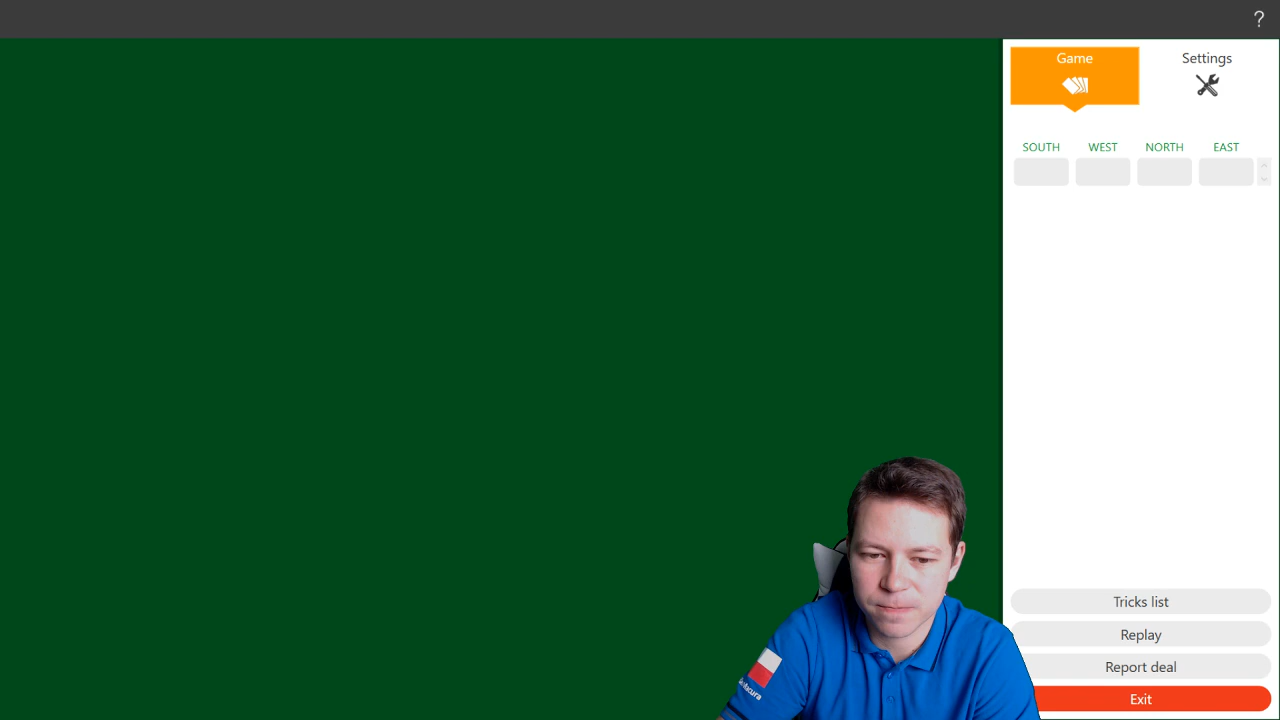 ?
Game
Settings
SOUTH WEST NORTH EAST
Tricks list
Replay
Report deal
Exit